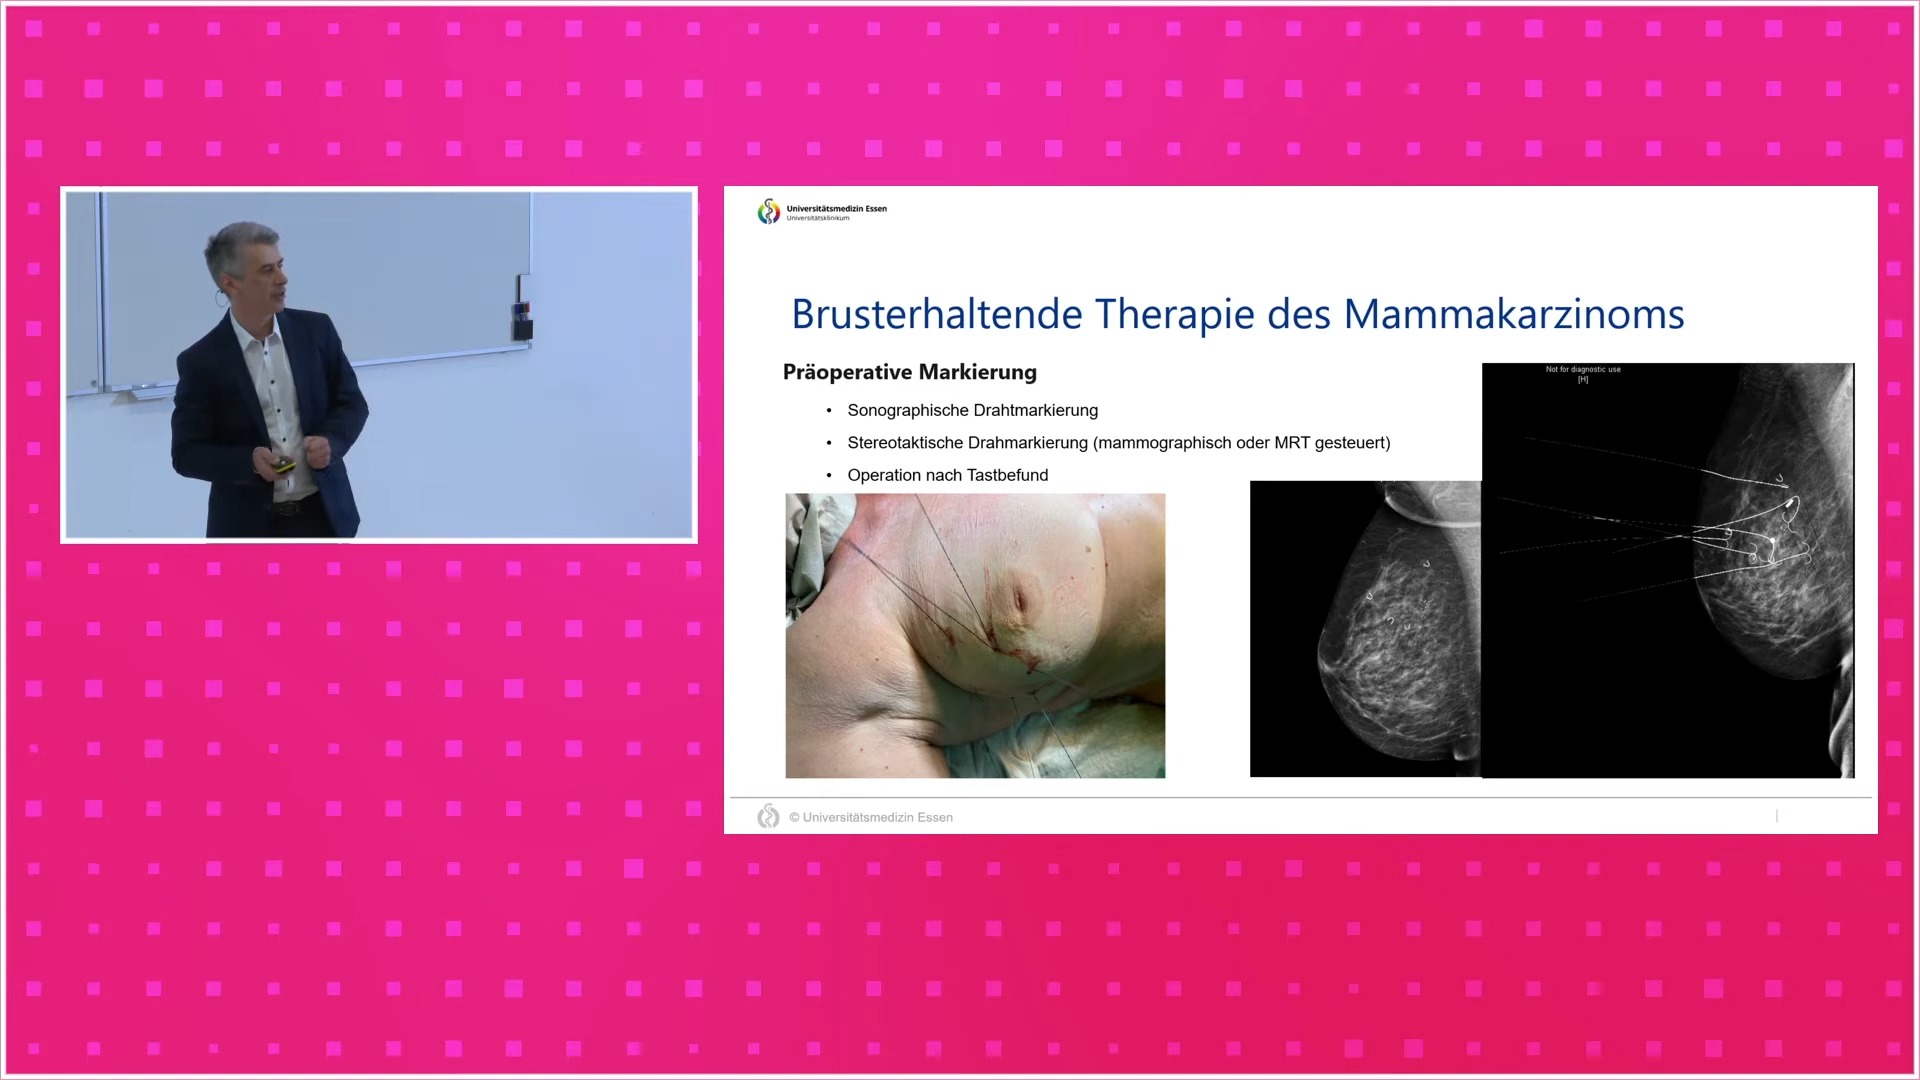 Universitätsmedizin Essen
Universitätsklinikum
Brusterhaltende Therapie des Mammakarzinoms
Präoperative Markierung
• Sonographische Drahtmarkierung
• Stereotaktische Drahmarkierung (mammographisch oder MRT gesteuert)
• Operation nach Tastbefund
Not for diagnostic use
[H]
© Universitätsmedizin Essen